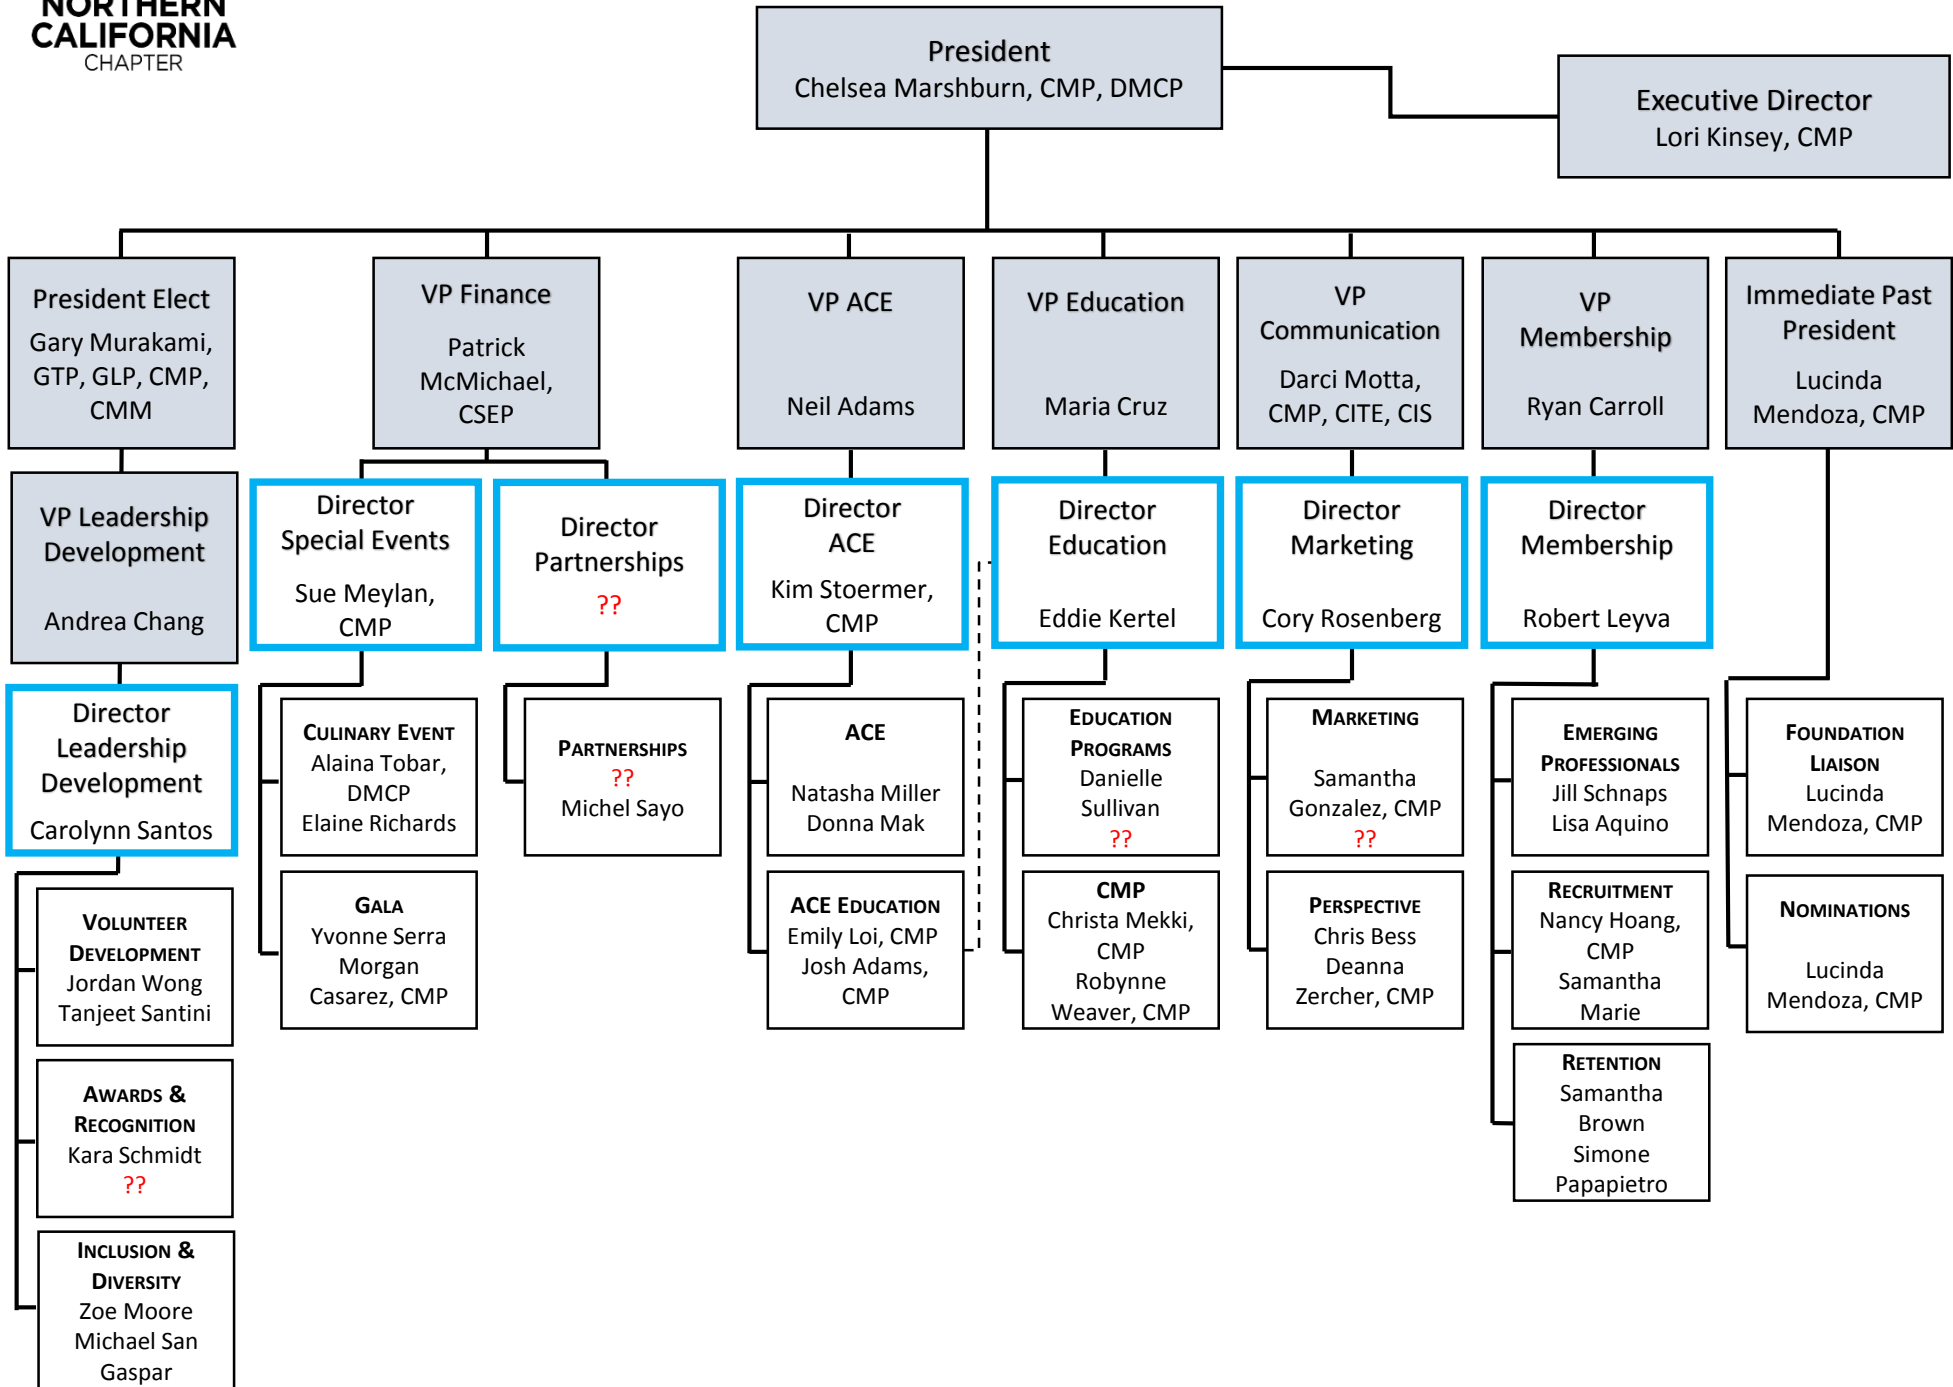 NORTHERN
CALIFORNIA
CHAPTER
President
Chelsea Marshburn, CMP, DMCP
Executive Director
Lori Kinsey, CMP
President Elect
Gary Murakami,
GTP, GLP, CMP,
CMM
VP Finance
Patrick
McMichael,
CSEP
VP ACE
Neil Adams
VP Education
Maria Cruz
VP
Communication
Darci Motta,
CMP, CITE, CIS
VP
Membership
Ryan Carroll
Immediate Past
President
Lucinda
Mendoza, CMP
VP Leadership
Development
Andrea Chang
Director
Special Events
Sue Meylan,
CMP
Director
Partnerships
??
Director
ACE
Kim Stoermer,
CMP
Director
Education
Eddie Kertel
Director
Marketing
Cory Rosenberg
Director
Membership
Robert Leyva
Director
Leadership
Development
Carolynn Santos
CULINARY EVENT
Alaina Tobar,
DMCP
Elaine Richards
PARTNERSHIPS
??
Michel Sayo
ACE
Natasha Miller
Donna Mak
EDUCATION
PROGRAMS
Danielle
Sullivan
??
MARKETING
Samantha
Gonzalez, CMP
??
EMERGING
PROFESSIONALS
Jill Schnaps
Lisa Aquino
FOUNDATION
LIAISON
Lucinda
Mendoza, CMP
VOLUNTEER
DEVELOPMENT
Jordan Wong
Tanjeet Santini
GALA
Yvonne Serra
Morgan
Casarez, CMP
ACE EDUCATION
Emily Loi, CMP
Josh Adams,
CMP
CMP
Christa Mekki,
CMP
Robynne
Weaver, CMP
PERSPECTIVE
Chris Bess
Deanna
Zercher, CMP
RECRUITMENT
Nancy Hoang,
CMP
Samantha
Marie
NOMINATIONS
Lucinda
Mendoza, CMP
AWARDS &
RECOGNITION
Kara Schmidt
??
RETENTION
Samantha
Brown
Simone
Papapietro
INCLUSION &
DIVERSITY
Zoe Moore
Michael San
Gaspar